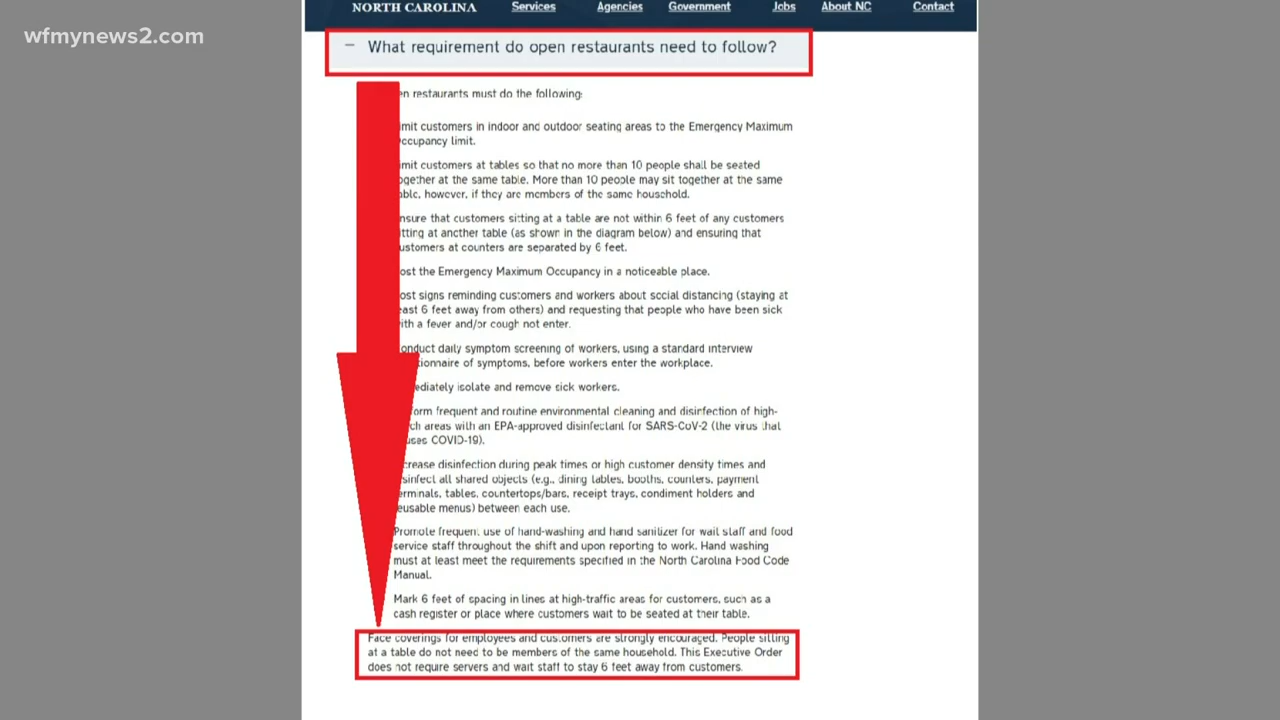 wfmynews2.com
NORTH CAROLINA Services Agencies Government Jobs About NC Contact
— What requirement do open restaurants need to follow?
en restaurants must do the following:
imit customers in indoor and outdoor seating areas to the Emergency Maximum
ccupancy limit.
imit customers at tables so that no more than 10 people shall be seated
ogether at the same table. More than 10 people may sit together at the same
able, however, if they are members of the same household.
nsure that customers sitting at a table are not within 6 feet of any customers
itting at another table (as shown in the diagram below) and ensuring that
ustomers at counters are separated by 6 feet.
ost the Emergency Maximum Occupancy in a noticeable place.
ost signs reminding customers and workers about social distancing (staying at
east 6 feet away from others) and requesting that people who have been sick
ith a fever and/or cough not enter.
onduct daily symptom screening of workers, using a standard interview
tionnaire of symptoms, before workers enter the workplace.
ediately isolate and remove sick workers.
form frequent and routine environmental cleaning and disinfection of high-
ch areas with an EPA-approved disinfectant for SARS-CoV-2 (the virus that
uses COVID-19).
crease disinfection during peak times or high customer density times and
isinfect all shared objects (e.g., dining tables, booths, counters, payment
erminals, tables, countertops/bars, receipt trays, condiment holders and
eusable menus) between each use.
Promote frequent use of hand-washing and hand sanitizer for wait staff and food
service staff throughout the shift and upon reporting to work. Hand washing
must at least meet the requirements specified in the North Carolina Food Code
Manual.
Mark 6 feet of spacing in lines at high-traffic areas for customers, such as a
cash register or place where customers wait to be seated at their table.
Face coverings for employees and customers are strongly encouraged. People sitting
at a table do not need to be members of the same household. This Executive Order
does not require servers and wait staff to stay 6 feet away from customers.